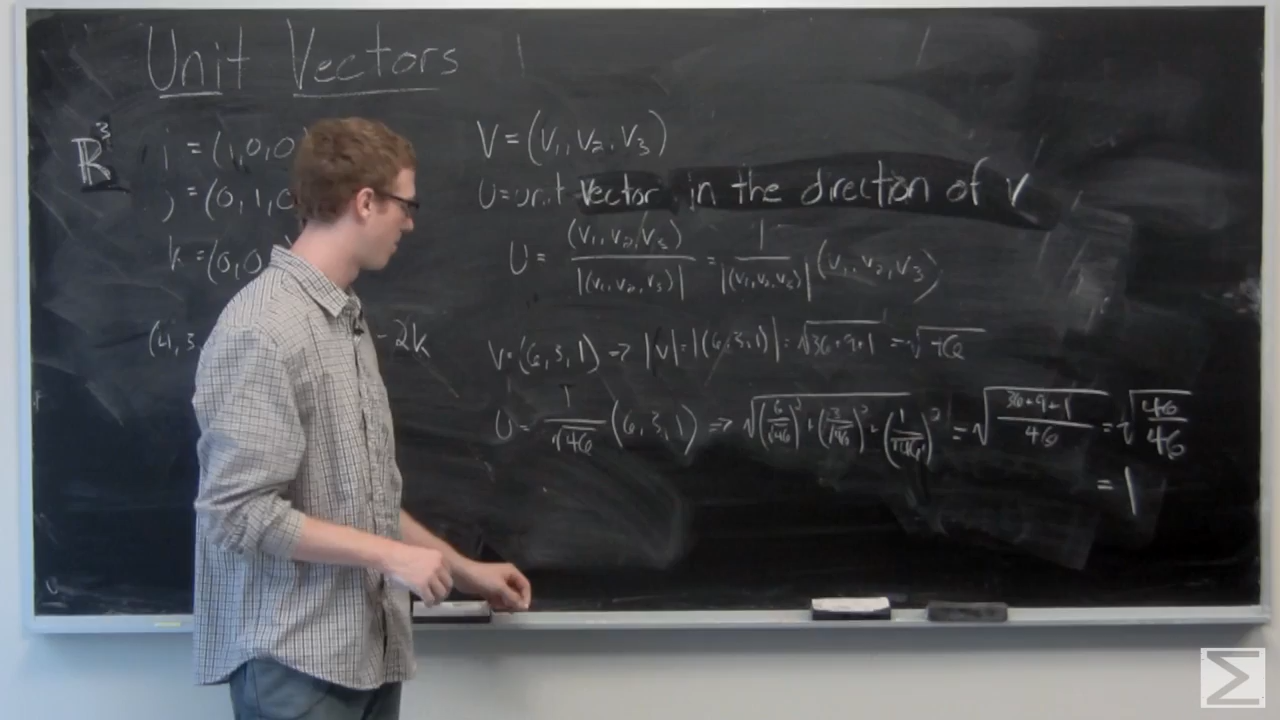 Unit Vectors
ℝ³
i = (1,0,0
j = (0,1,0
k = (0,0
(4,3, - 2k
V = (V₁, V₂, V₃)
U = unit vector in the direction of V
U = (V₁, V₂, V₃) / |(V₁, V₂, V₃)| = 1 / |(V₁, V₂, V₃)| (V₁, V₂, V₃)
V = (6, 3, 1) => |V| = |(6, 3, 1)| = √(36+9+1) = √46
U = 1/√46 (6, 3, 1) => √((6/√46)² + (3/√46)² + (1/√46)²) = √((36+9+1)/46) = √(46/46)
= 1
Σ